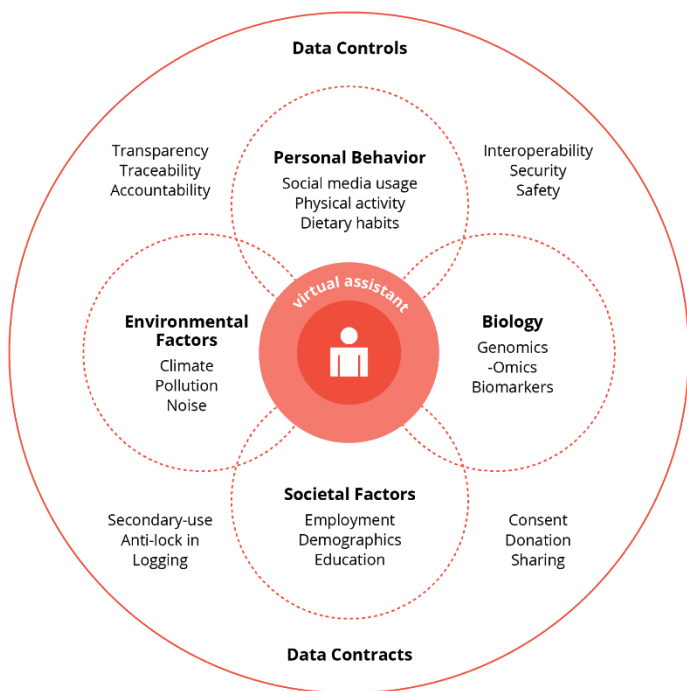 Data Controls
Transparency
Traceability
Accountability
Personal Behavior
Social media usage
Physical activity
Dietary habits
Interoperability
Security
Safety
virtual assistant
Environmental
Factors
Climate
Pollution
Noise
Biology
Genomics
-Omics
Biomarkers
Societal Factors
Employment
Demographics
Education
Secondary-use
Anti-lock in
Logging
Consent
Donation
Sharing
Data Contracts